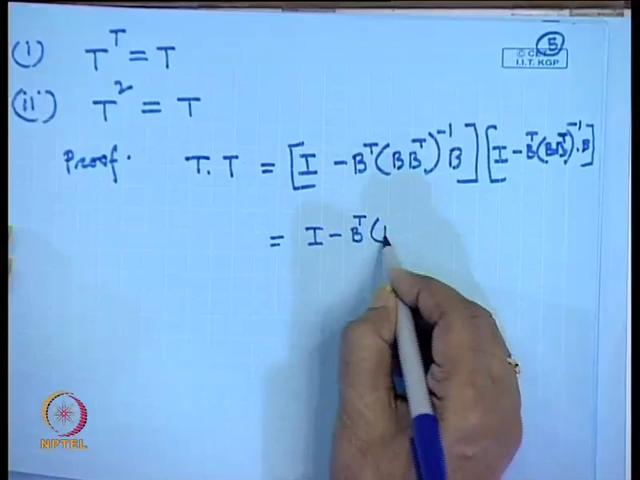 (i) T^T = T
5
© CET
I.I.T. KGP
(ii) T^2 = T
Proof. T.T = [I - B^T(BB^T)^-1 B][I - B^T(BB^T)^-1.B]
= I - B^T(
NPTEL